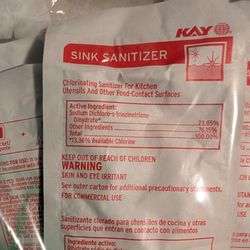 KAY
SINK SANITIZER
Chlorinating Sanitizer For Kitchen
Utensils And Other Food-Contact Surfaces
Active Ingredient:
Sodium Dichloro-s-triazinetrione
Dihydrate* 23.85%
Other Ingredients 76.15%
Total 100.00%
*13.36% Available Chlorine
KEEP OUT OF REACH OF CHILDREN
WARNING
SKIN AND EYE IRRITANT
See outer carton for additional precautionary statements.
FOR COMMERCIAL USE
Sanitizante clorado para utensilios de cocina y otras
superficies que entran en contacto con alimentos
Ingrediente activo: